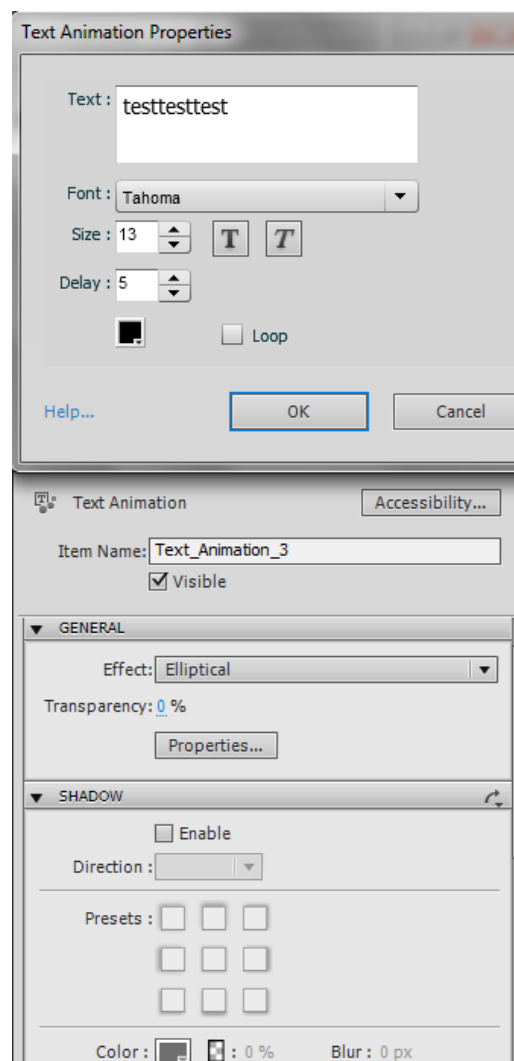 Text Animation Properties
Text : testtesttest
Font : Tahoma
Size : 13 T T
Delay : 5
Loop
Help... OK Cancel
Text Animation Accessibility...
Item Name: Text_Animation_3
Visible
GENERAL
Effect: Elliptical
Transparency: 0 %
Properties...
SHADOW
Enable
Direction :
Presets :
Color : : 0 % Blur : 0 px